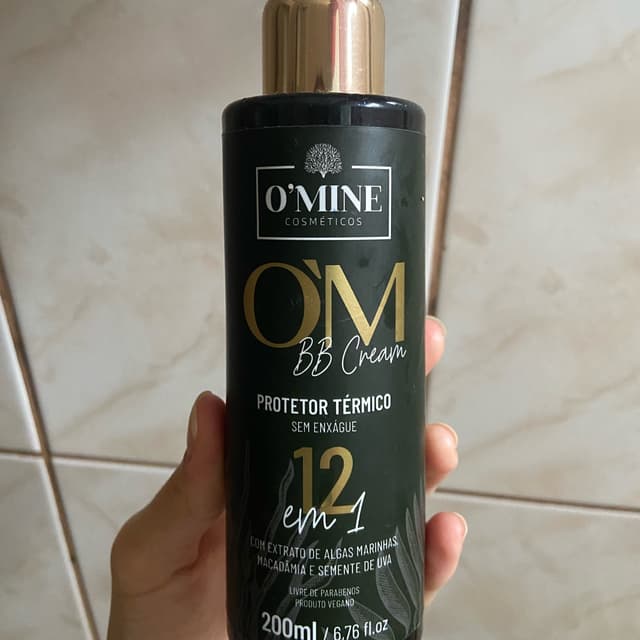 O'MINE
COSMÉTICOS
O'M
BB Cream
PROTETOR TÉRMICO
SEM ENXÁGUE
12
em 1
COM EXTRATO DE ALGAS MARINHAS,
MACADÂMIA E SEMENTE DE UVA
LIVRE DE PARABENOS
PRODUTO VEGANO
200ml / 6.76 fl.oz